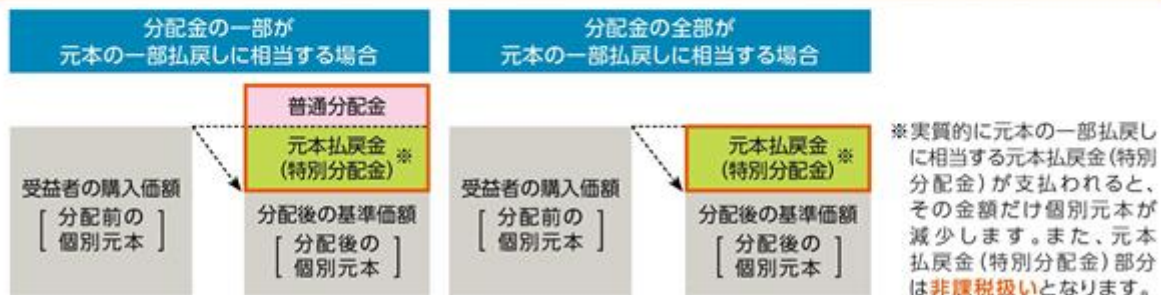 分配金の一部が
元本の一部払戻しに相当する場合
普通分配金
元本払戻金
(特別分配金) ※
受益者の購入価額
[ 分配前の
個別元本 ]
分配後の基準価額
[ 分配後の
個別元本 ]
分配金の全部が
元本の一部払戻しに相当する場合
元本払戻金
(特別分配金) ※
受益者の購入価額
[ 分配前の
個別元本 ]
分配後の基準価額
[ 分配後の
個別元本 ]
※実質的に元本の一部払戻し
に相当する元本払戻金(特別
分配金)が支払われると、
その金額だけ個別元本が
減少します。また、元本
払戻金(特別分配金)部分
は非課税扱いとなります。